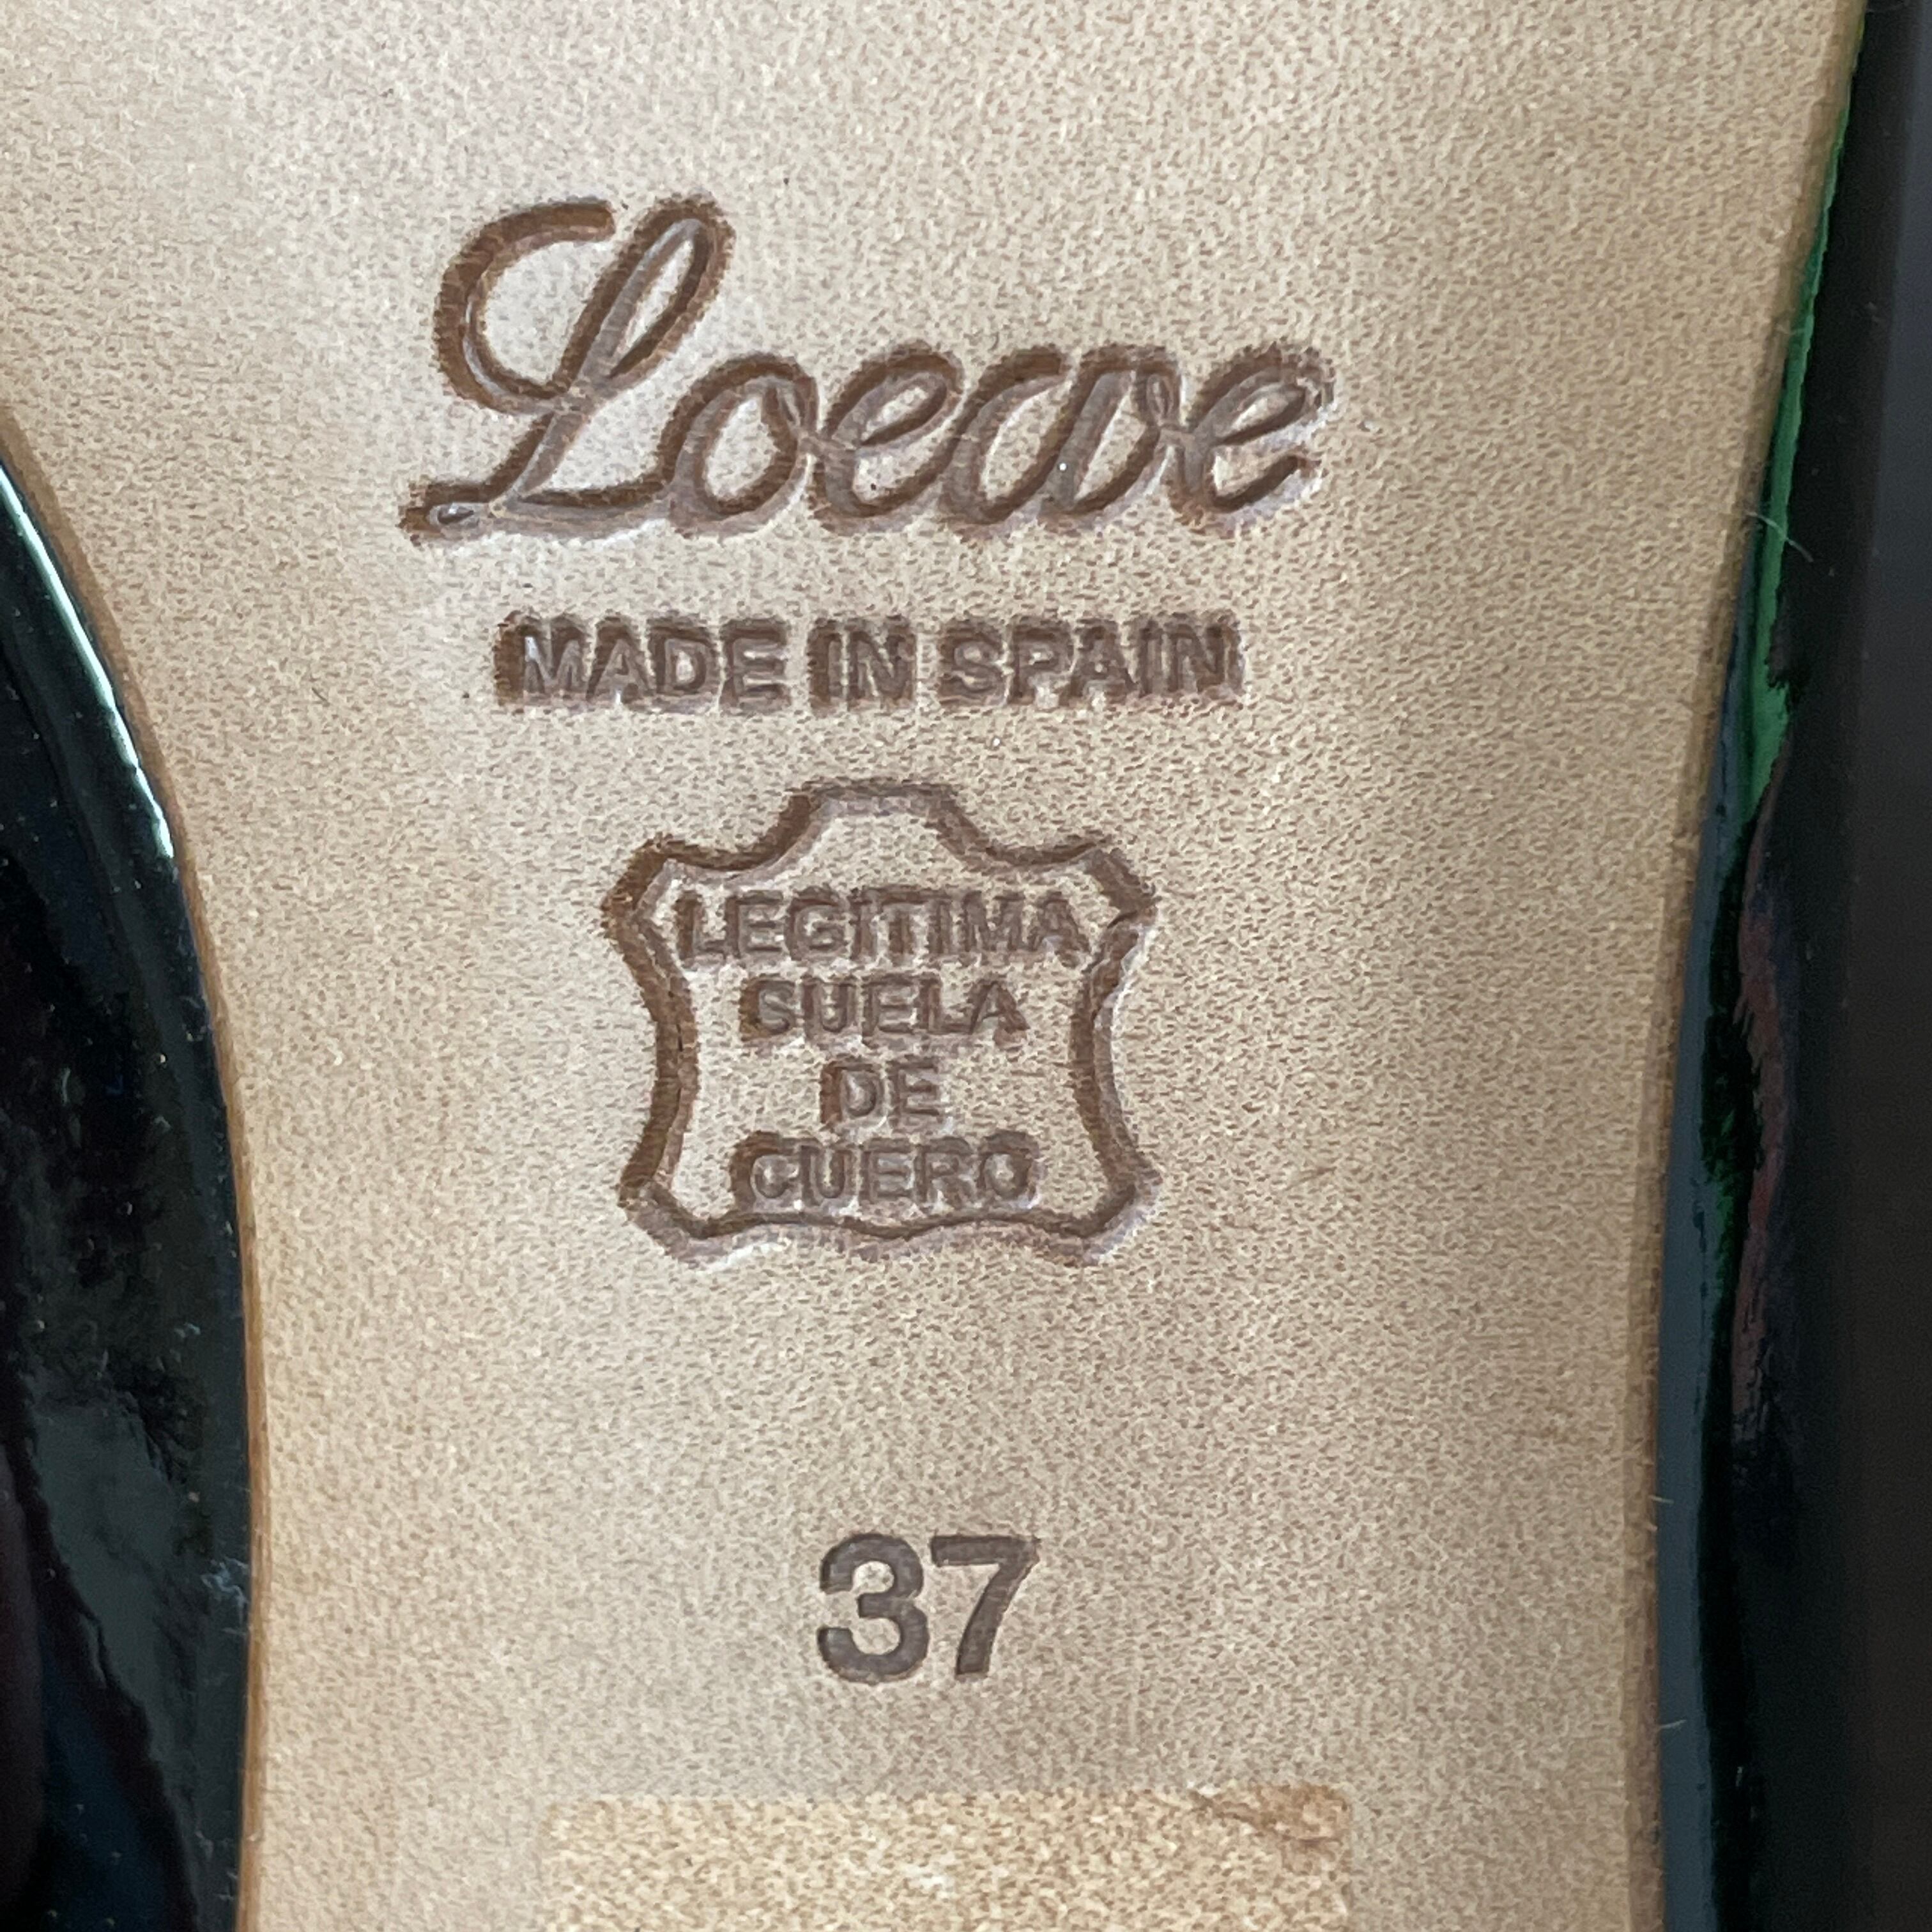 Loewe
MADE IN SPAIN
LEGITIMA
SUELA
DE
CUERO
37